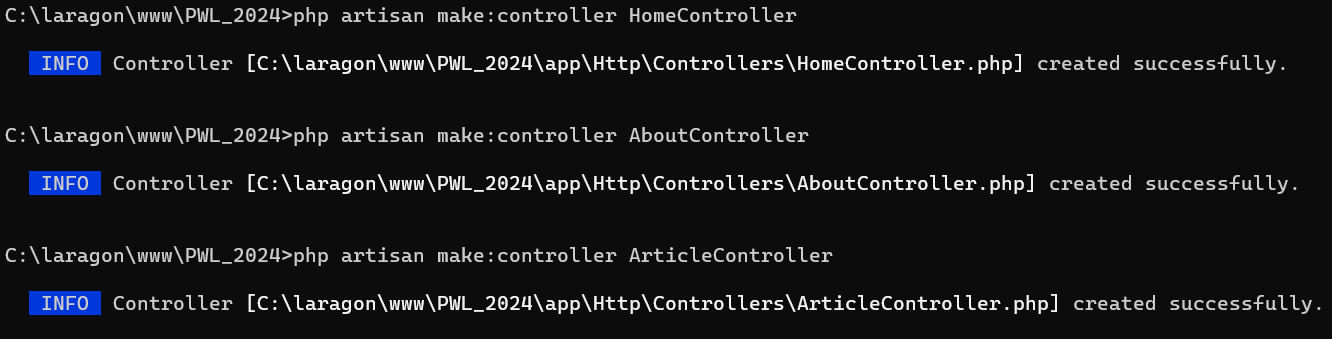 C:\laragon\www\PWL_2024>php artisan make:controller HomeController
INFO Controller [C:\laragon\www\PWL_2024\app\Http\Controllers\HomeController.php] created successfully.
C:\laragon\www\PWL_2024>php artisan make:controller AboutController
INFO Controller [C:\laragon\www\PWL_2024\app\Http\Controllers\AboutController.php] created successfully.
C:\laragon\www\PWL_2024>php artisan make:controller ArticleController
INFO Controller [C:\laragon\www\PWL_2024\app\Http\Controllers\ArticleController.php] created successfully.